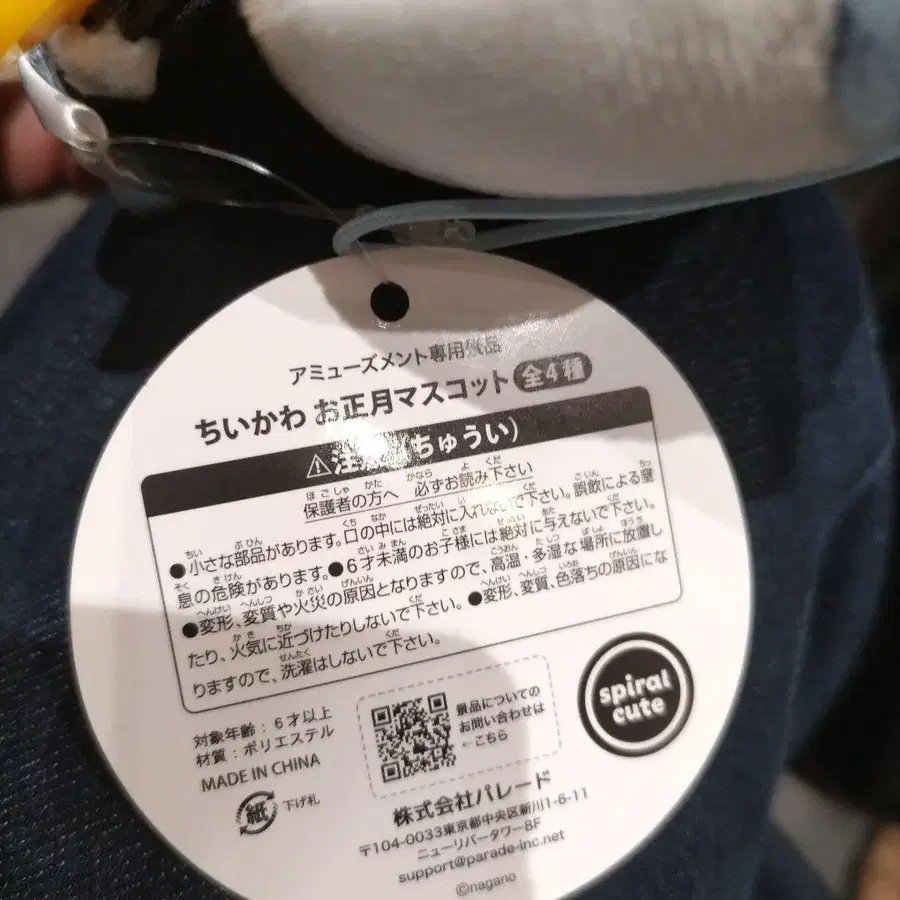 アミューズメント専用景品
ちいかわ お正月マスコット 全4種
⚠注意(ちゅうい)
保護者の方へ 必ずお読み下さい
●小さな部品があります。口の中には絶対に入れないで下さい。誤飲による窒
息の危険があります。●6才未満のお子様には絶対に与えないで下さい。
●変形、変質や火災の原因となりますので、高温・多湿な場所に放置し
たり、火気に近づけたりしないで下さい。●変形、変質、色落ちの原因にな
りますので、洗濯はしないで下さい。
対象年齢：6才以上
材質：ポリエステル
MADE IN CHINA
紙 下げ札
景品についての
お問い合わせは
←こちら
spiral
cute
株式会社パレード
〒104-0033東京都中央区新川1-6-11
ニューリバータワー8F
support@parade-inc.net
©nagano